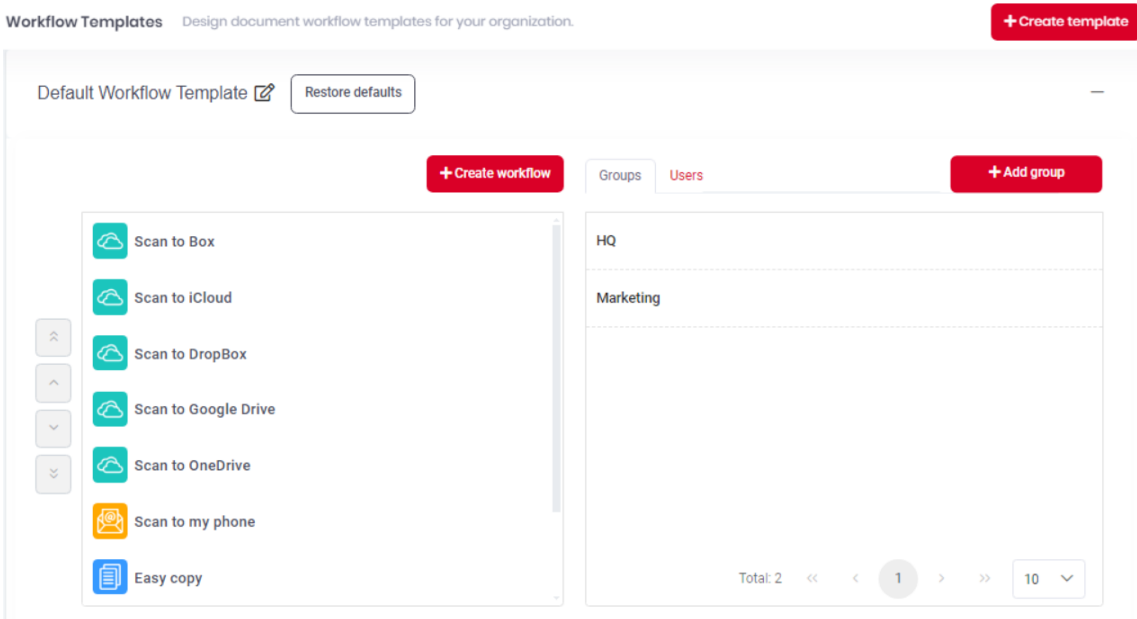 Workflow Templates Design document workflow templates for your organization.
+ Create template
Default Workflow Template Restore defaults
+ Create workflow
Groups Users
+ Add group
Scan to Box
Scan to iCloud
Scan to DropBox
Scan to Google Drive
Scan to OneDrive
Scan to my phone
Easy copy
HQ
Marketing
Total: 2 << < 1 > >> 10